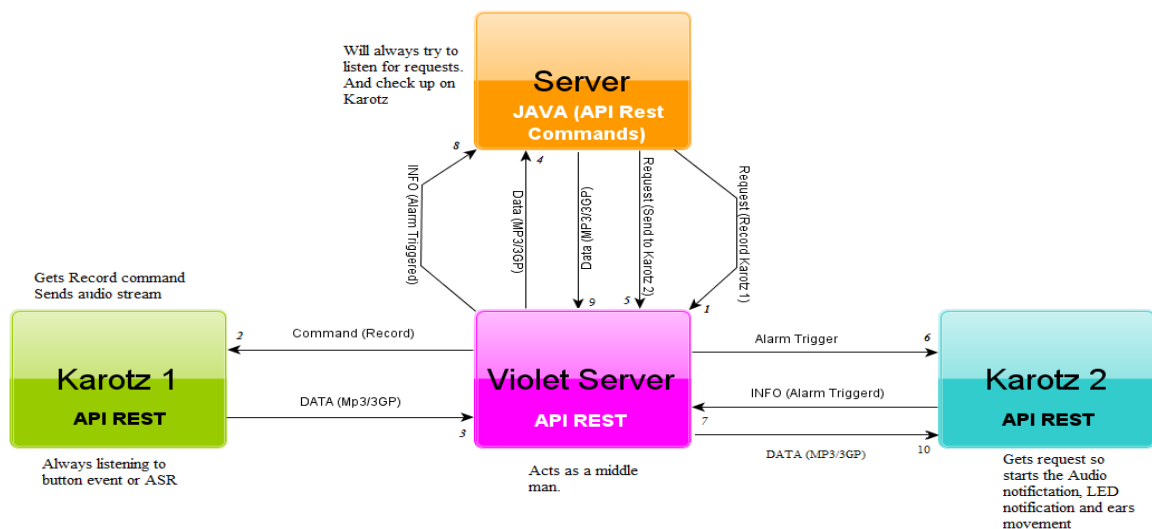 Will always try to
listen for requests.
And check up on
Karotz
Server
JAVA (API Rest
Commands)
8
4
INFO (Alarm Triggered)
Data (MP3/3GP)
Data (MP3/3GP)
Request (Send to Karotz 2)
Request (Record Karotz 1)
9
5
1
Gets Record command
Sends audio stream
2
Command (Record)
Karotz 1
API REST
DATA (Mp3/3GP)
3
Always listening to
button event or ASR
Violet Server
API REST
Acts as a middle
man.
Alarm Trigger
6
INFO (Alarm Triggerd)
7
DATA (MP3/3GP)
10
Karotz 2
API REST
Gets request so
starts the Audio
notifictation, LED
notification and ears
movement